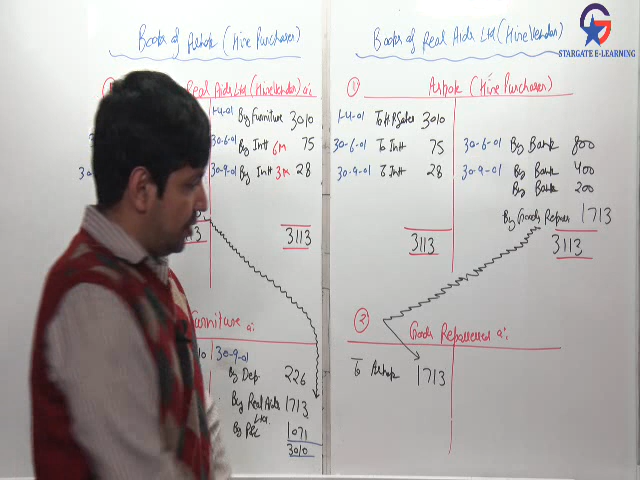 Books of Ashok (Hire Purchaser)
Real Aids Ltd (Hire Vendor) a/c
1-4-01 By Furniture 3010
30-6-01 By Intt 6M 75
30-9-01 By Intt 3M 28
3113
Furniture a/c
30-9-01
By Dep. 226
By Real Aids Ltd. 1713
By P&L 1071
3010
Books of Real Aids Ltd (Hire Vendor)
① Ashok (Hire Purchaser)
1-4-01 To H.P. Sales 3010
30-6-01 To Intt 75 30-6-01 By Bank 800
30-9-01 To Intt 28 30-9-01 By Bank 400
By Bank 200
By Goods Reposs 1713
3113 3113
② Goods Repossessed a/c
To Ashok 1713
STARGATE E-LEARNING